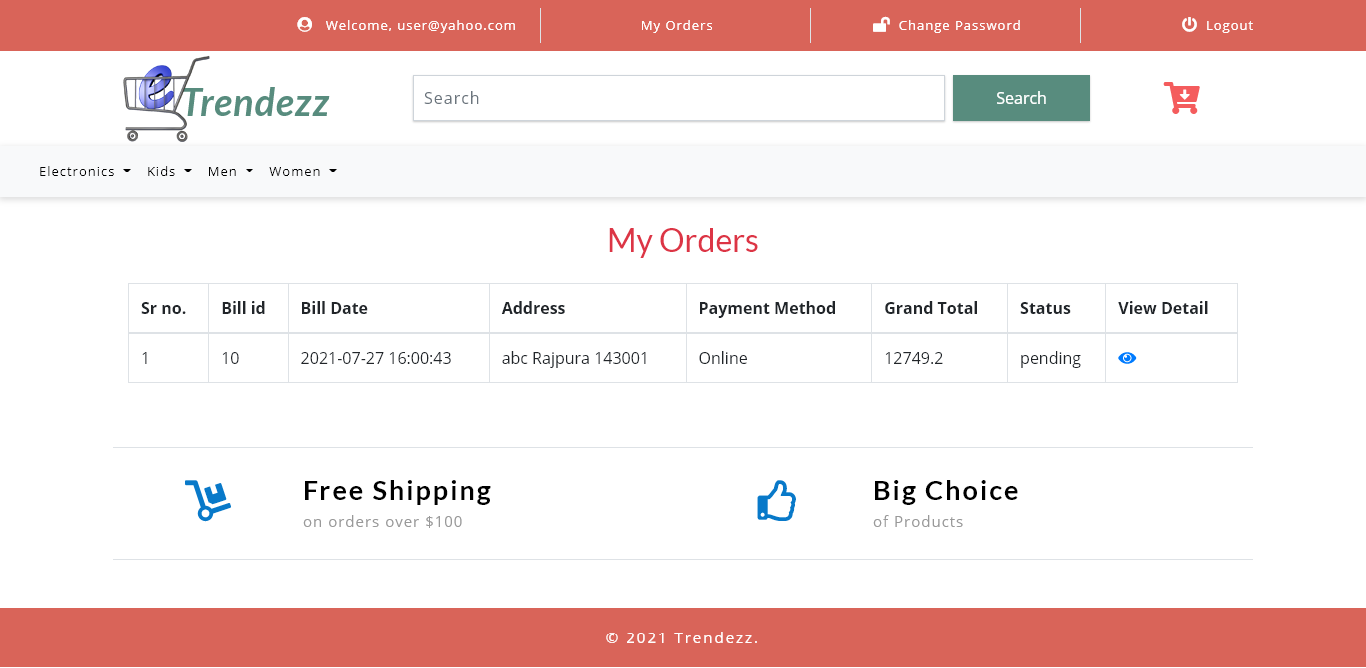 Welcome, user@yahoo.com My Orders Change Password Logout
eTrendezz Search Search
Electronics Kids Men Women
My Orders
Sr no. Bill id Bill Date Address Payment Method Grand Total Status View Detail
1 10 2021-07-27 16:00:43 abc Rajpura 143001 Online 12749.2 pending
Free Shipping Big Choice
on orders over $100 of Products
© 2021 Trendezz.